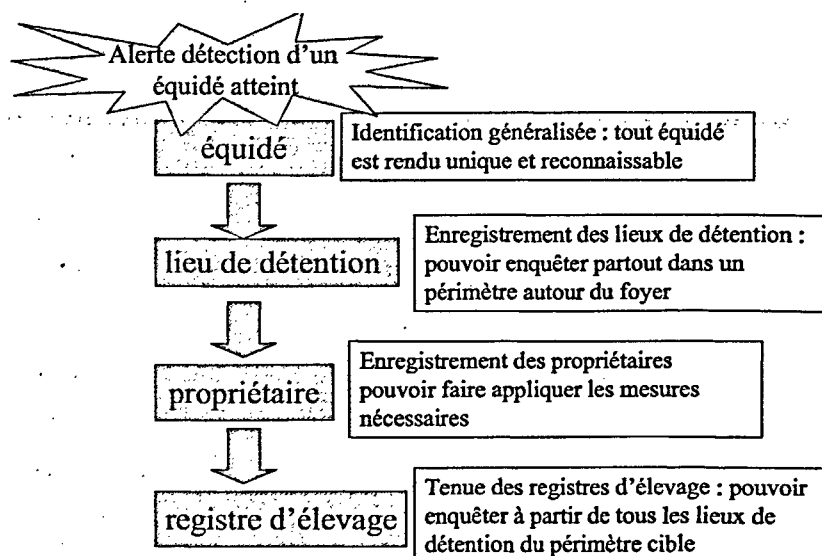 Alerte détection d'un
équidé atteint
équidé
Identification généralisée : tout équidé
est rendu unique et reconnaissable
lieu de détention
Enregistrement des lieux de détention :
pouvoir enquêter partout dans un
périmètre autour du foyer
propriétaire
Enregistrement des propriétaires
pouvoir faire appliquer les mesures
nécessaires
registre d'élevage
Tenue des registres d'élevage : pouvoir
enquêter à partir de tous les lieux de
détention du périmètre cible